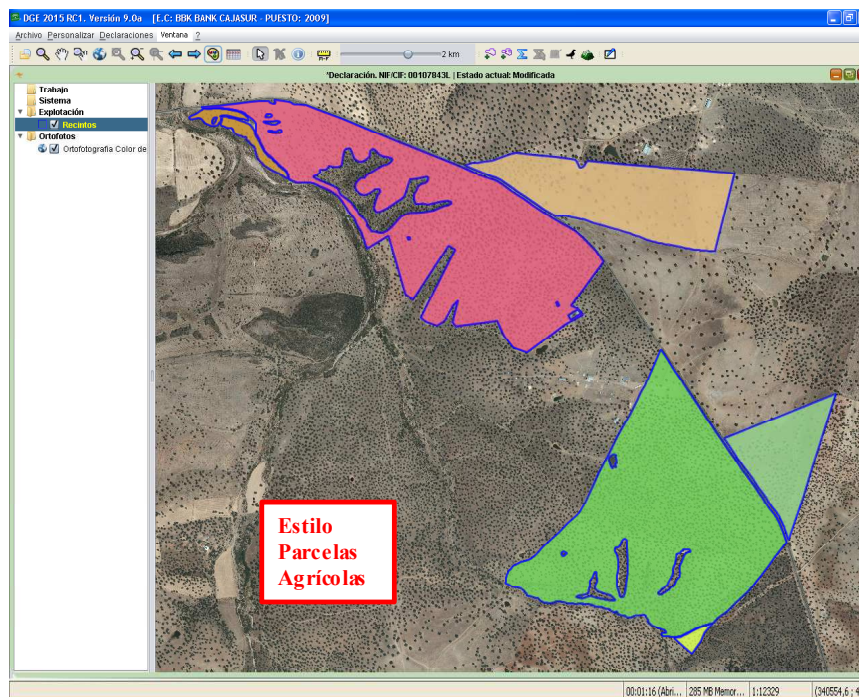 DGE 2015 RC1. Versión 9.0a [E.C: BBK BANK CAJASUR - PUESTO: 2009]
Archivo Personalizar Declaraciones Ventana ?
2 km
*Declaración. NIF/CIF: 00107843L | Estado actual: Modificada
Trabajo
Sistema
Explotación
Recintos
Ortofotos
Ortofotografía Color de
Estilo
Parcelas
Agrícolas
00:01:16 (Abri... 285 MB Memor... 1:12329 (340554,6 ; 4